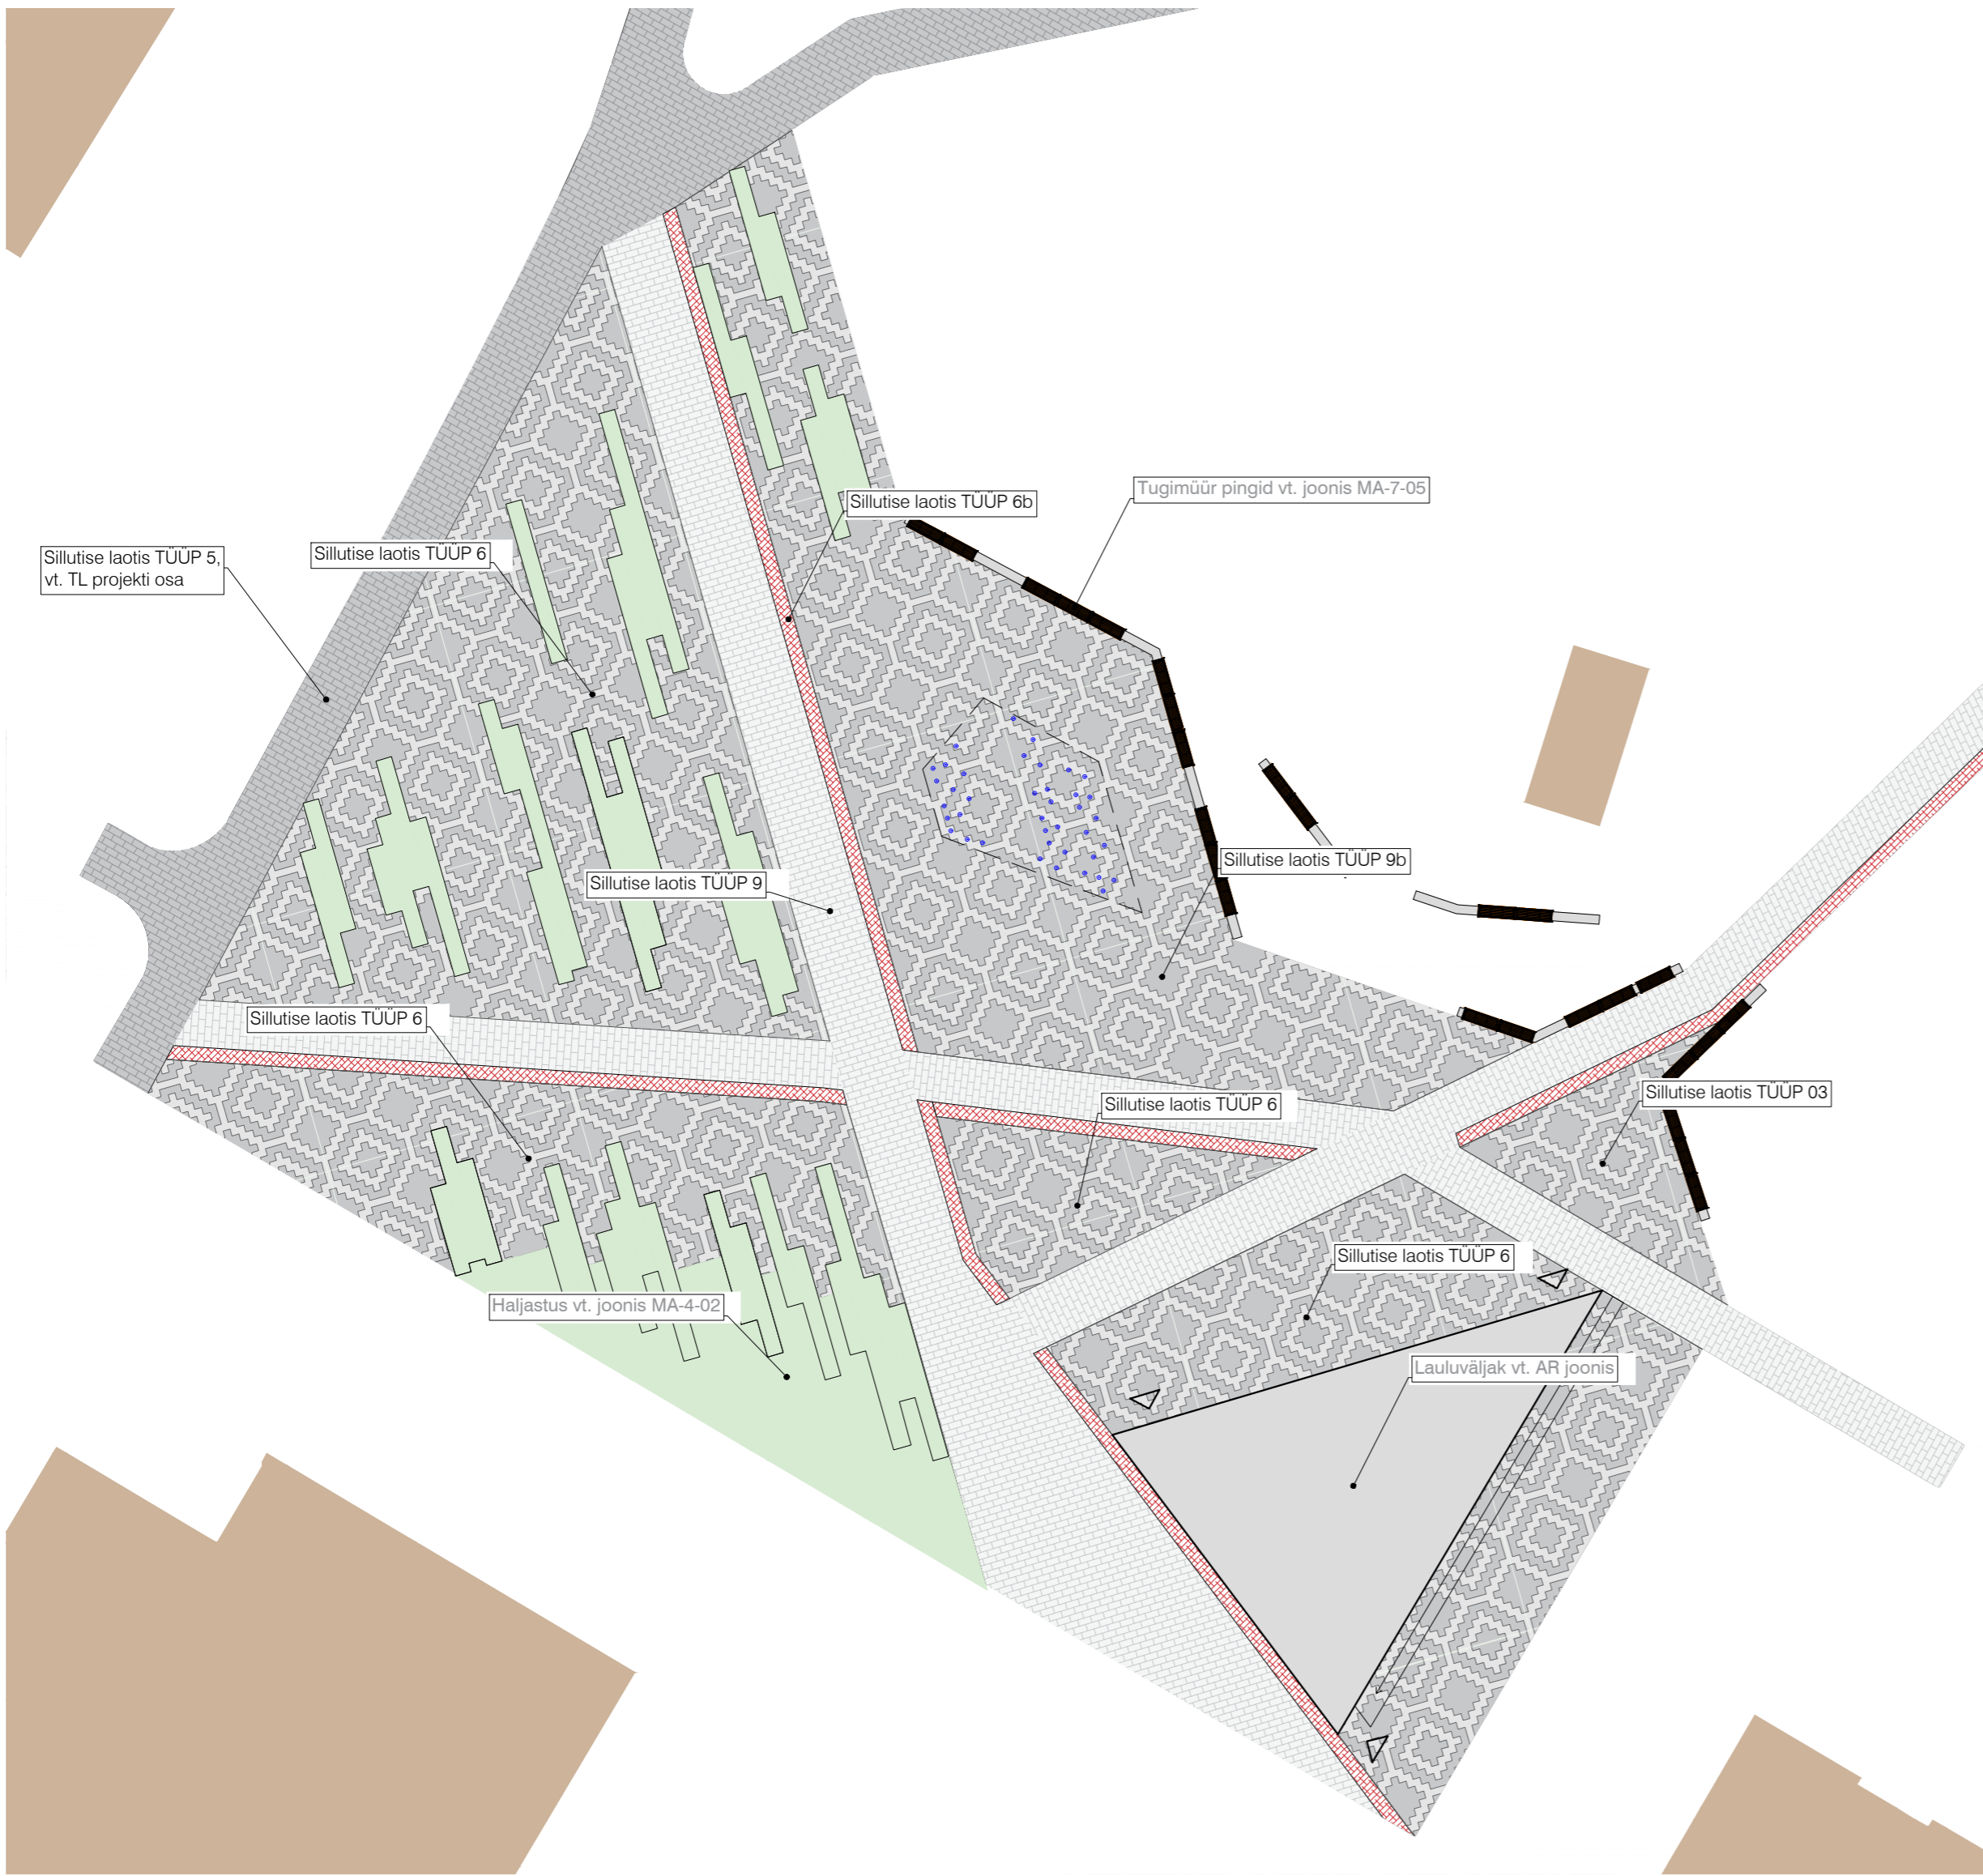 Sillutise laotis TÜÜP 6b
Tugimüür pingid vt. joonis MA-7-05
Sillutise laotis TÜÜP 5,
vt. TL projekti osa
Sillutise laotis TÜÜP 6
Sillutise laotis TÜÜP 9b
Sillutise laotis TÜÜP 9
Sillutise laotis TÜÜP 6
Sillutise laotis TÜÜP 03
Sillutise laotis TÜÜP 6
Sillutise laotis TÜÜP 6
Haljastus vt. joonis MA-4-02
Lauluväljak vt. AR joonis